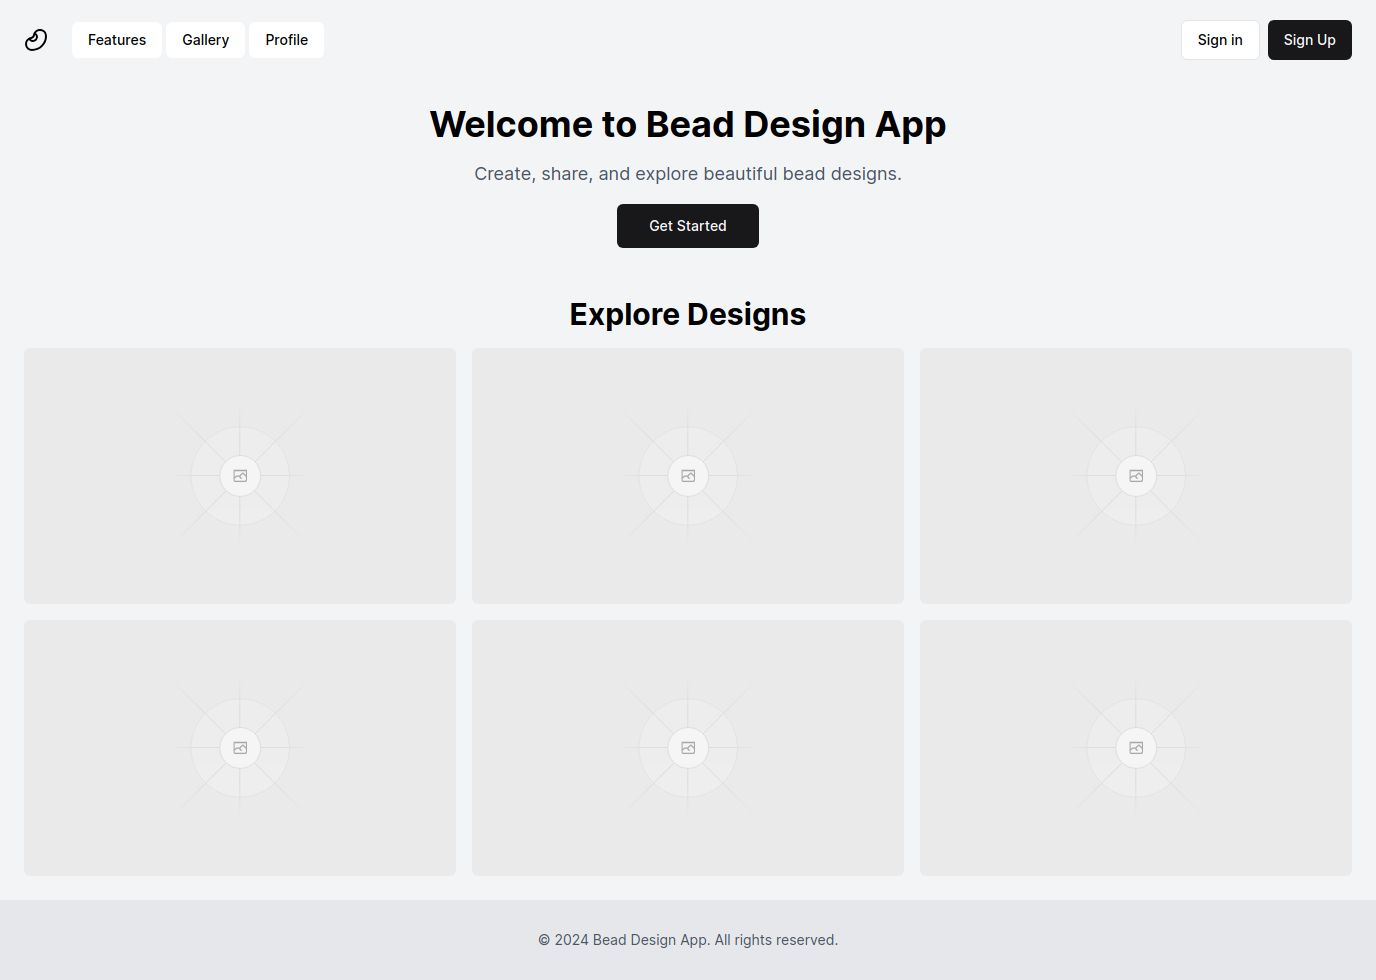 Features Gallery Profile Sign in Sign Up
Welcome to Bead Design App
Create, share, and explore beautiful bead designs.
Get Started
Explore Designs
© 2024 Bead Design App. All rights reserved.